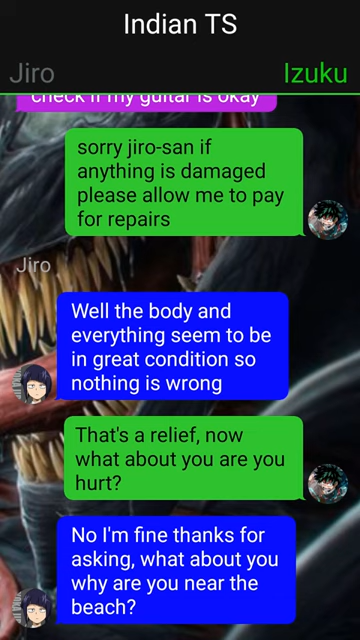 Indian TS
Jiro
Izuku
check if my guitar is okay
sorry jiro-san if
anything is damaged
please allow me to pay
for repairs
Jiro
Well the body and
everything seem to be
in great condition so
nothing is wrong
That's a relief, now
what about you are you
hurt?
No I'm fine thanks for
asking, what about you
why are you near the
beach?